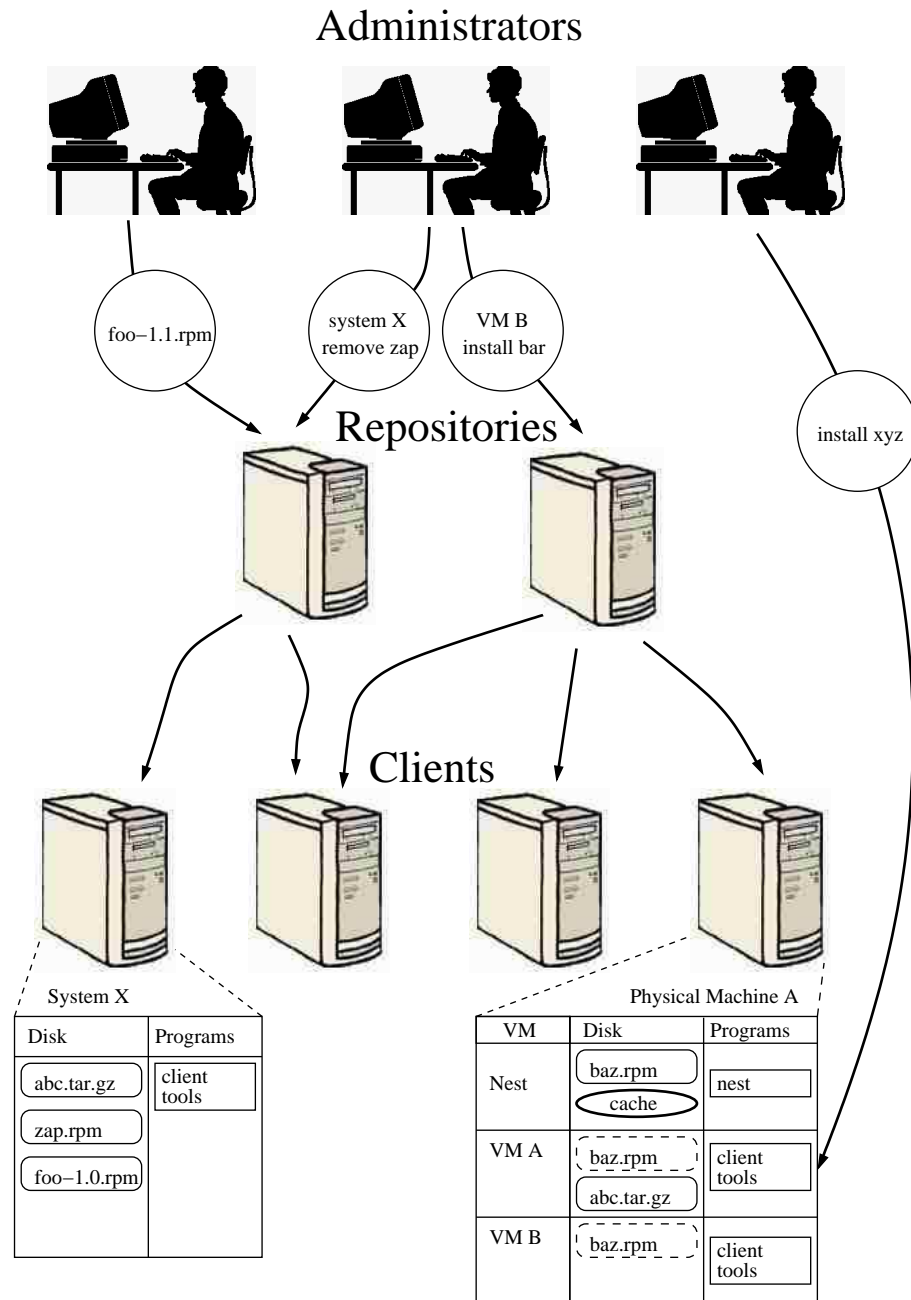 Administrators
foo−1.1.rpm
system X
remove zap
VM B
install bar
install xyz
Repositories
Clients
System X
Disk
Programs
abc.tar.gz
client
tools
zap.rpm
foo−1.0.rpm
Physical Machine A
VM
Disk
Programs
Nest
baz.rpm
cache
nest
VM A
baz.rpm
abc.tar.gz
client
tools
VM B
baz.rpm
client
tools